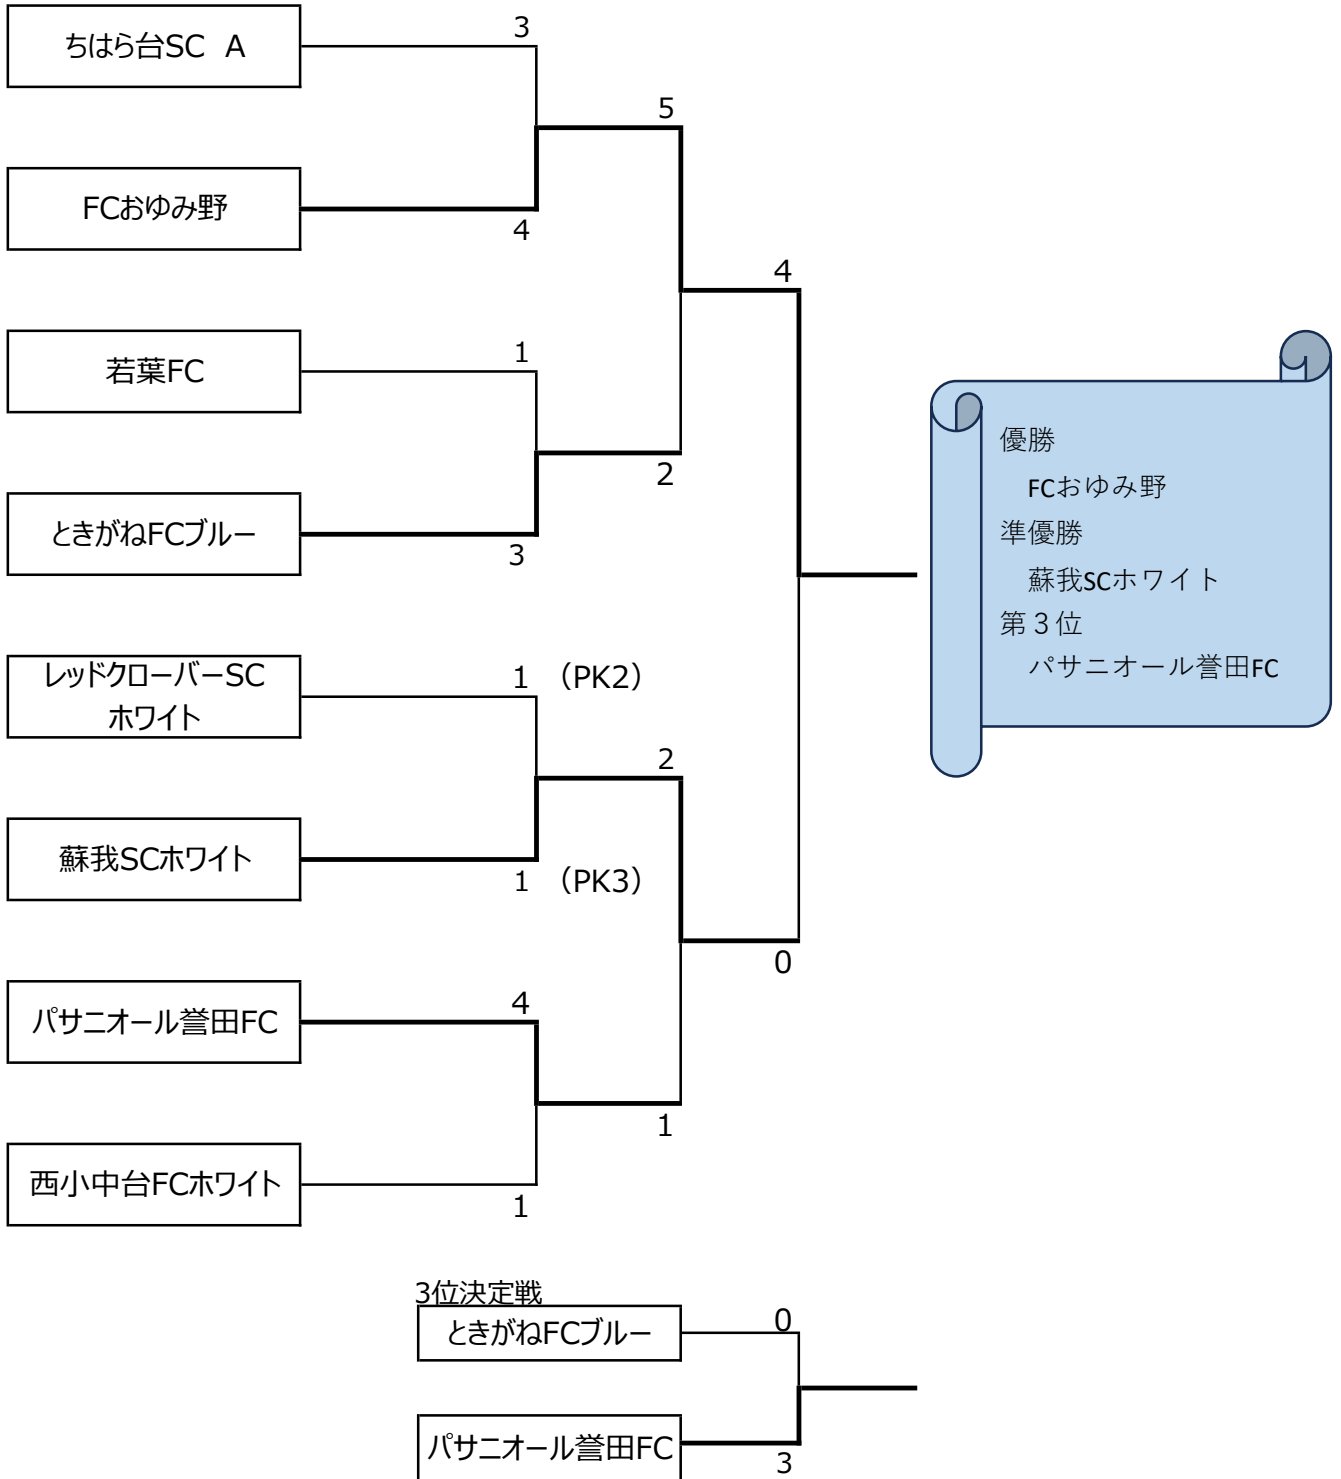 ちはら台SC　A
3
5
FCおゆみ野
4
4
若葉FC
1
2
ときがねFCブルー
3
優勝
FCおゆみ野
準優勝
蘇我SCホワイト
第３位
パサニオール誉田FC
レッドクローバーSC
ホワイト
1 （PK2）
2
蘇我SCホワイト
1 （PK3）
0
パサニオール誉田FC
4
1
西小中台FCホワイト
1
3位決定戦
ときがねFCブルー
0
パサニオール誉田FC
3